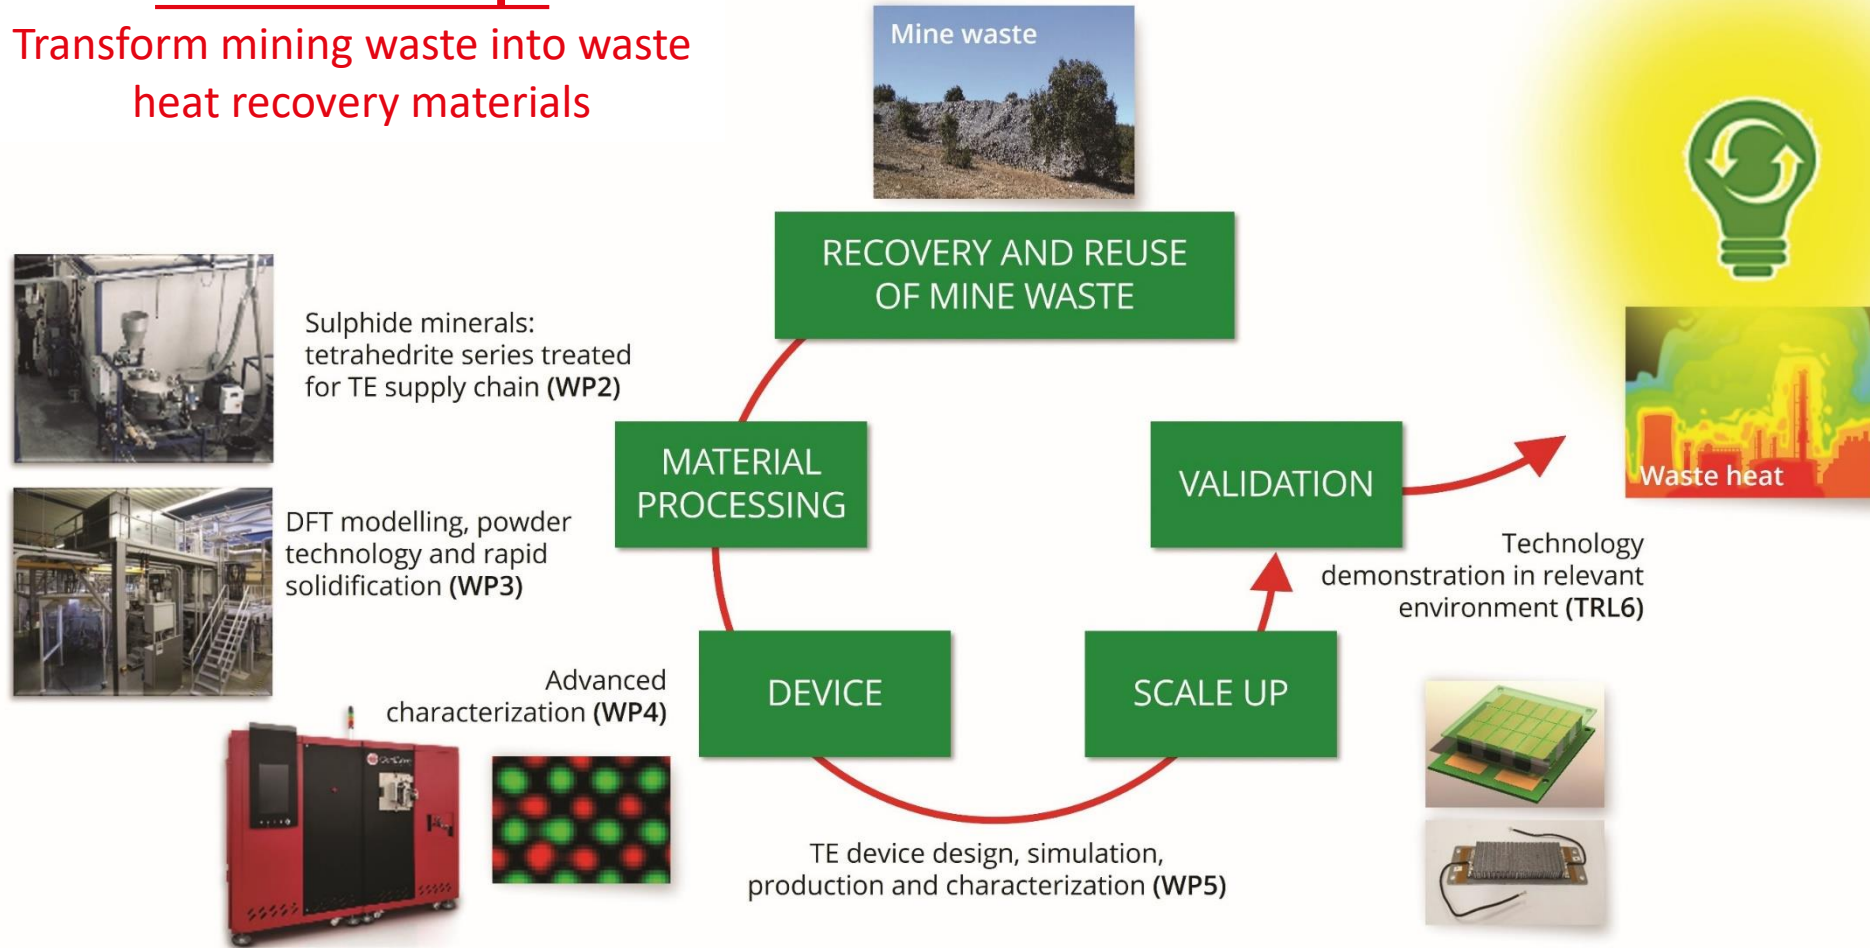 Transform mining waste into waste
heat recovery materials
Mine waste
RECOVERY AND REUSE
OF MINE WASTE
Sulphide minerals:
tetrahedrite series treated
for TE supply chain (WP2)
MATERIAL
PROCESSING
VALIDATION
Waste heat
DFT modelling, powder
technology and rapid
solidification (WP3)
Technology
demonstration in relevant
environment (TRL6)
Advanced
characterization (WP4)
DEVICE
SCALE UP
TE device design, simulation,
production and characterization (WP5)